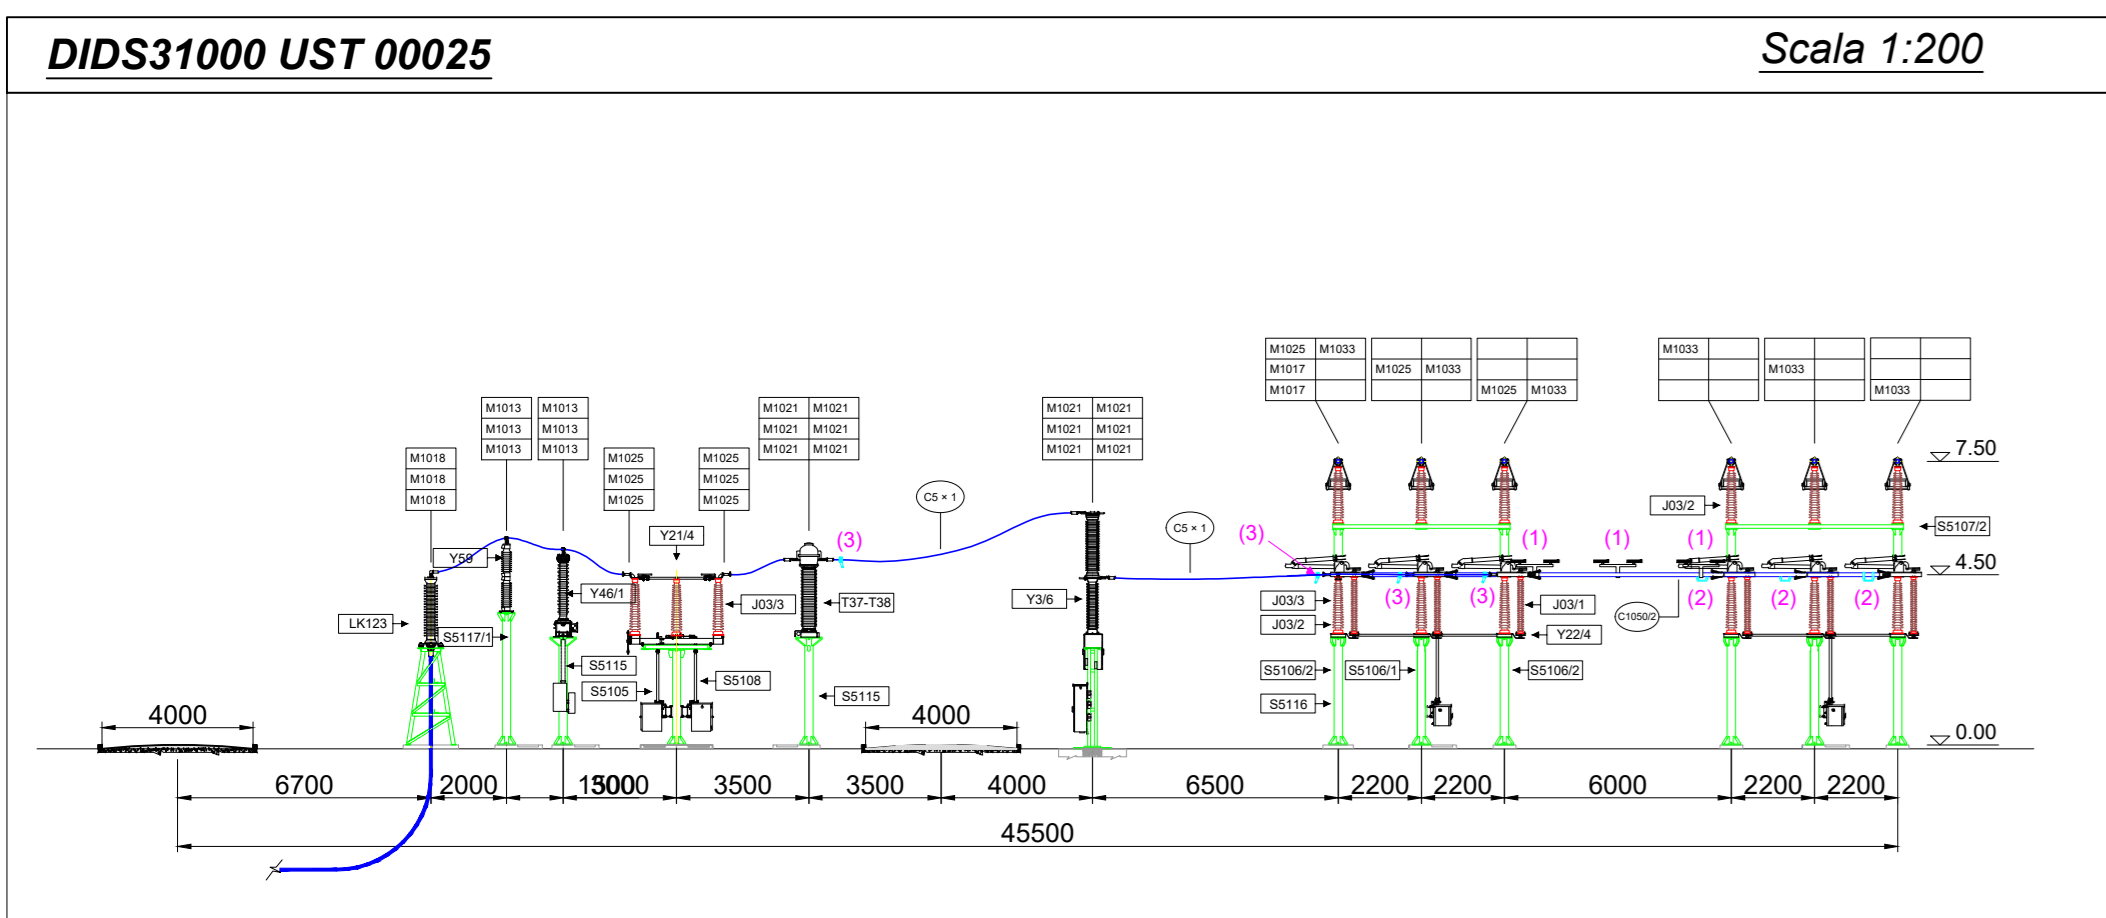 DIDS31000 UST 00025
Scala 1:200
M1025 M1033
M1017
M1017
M1025 M1033
M1025 M1033
M1033
M1033
M1033
M1013
M1013
M1013
M1013
M1013
M1013
M1021 M1021
M1021 M1021
M1021 M1021
M1021 M1021
M1021 M1021
M1021 M1021
M1018
M1018
M1018
M1025
M1025
M1025
M1025
M1025
M1025
7.50
C5 × 1
C5 × 1
J03/2
S5107/2
Y21/4
(3)
(3)
(1)
(1)
(1)
Y59
4.50
Y46/1
J03/3
T37-T38
Y3/6
J03/3
(3)
(3)
J03/1
(2)
(2)
(2)
LK123
S5117/1
J03/2
Y22/4
C1050/2
S5115
S5105
S5108
S5115
S5106/2
S5106/1
S5106/2
S5116
4000
4000
0.00
6700
2000
1500
3000
3500
3500
4000
6500
2200
2200
6000
2200
2200
45500